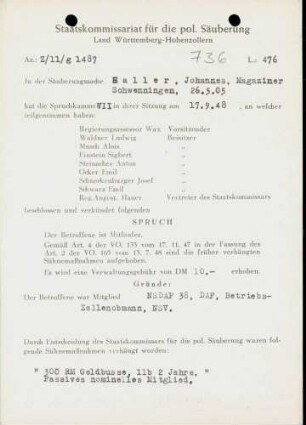 Staatskommissariat für die pol. Säuberung
Land Württemberg-Hohenzollern
Az.: Z/11/g 1487 736 L.: 476
In der Säuberungssache Haller, Johannes, Magaziner
Schwenningen, 26.5.05
hat die Spruchkammer VII in ihrer Sitzung am 17.9.48 , an welcher
teilgenommen haben:
Regierungsassessor Wax Vorsitzender
Waldner Ludwig Beisitzer
Munk Alois "
Einstein Sigbert "
Steinacher Anton "
Osker Emil "
Schnekenburger Josef "
Schwarz Emil "
Reg.Angest. Hauer Vertreter des Staatskommissars
beschlossen und verkündet folgenden
SPRUCH
Der Betroffene ist Mitläufer.
Gemäß Art. 4 der VO. 133 vom 17. 11. 47 in der Fassung des
Art. 2 der VO. 165 vom 13. 7. 48 sind die früher verhängten
Sühnemaßnahmen aufgehoben.
Es wird eine Verwaltungsgebühr von DM 10.- erhoben.
Gründe:
Der Betroffene war Mitglied NSDAP 38, DAF, Betriebs-
Zellenobmann, NSV.
Durch Entscheidung des Staatskommissars für die pol. Säuberung waren fol-
gende Sühnemaßnahmen verhängt worden:
" 300 RM Geldbusse, 11b 2 Jahre. "
Passives nominelles Mitglied.